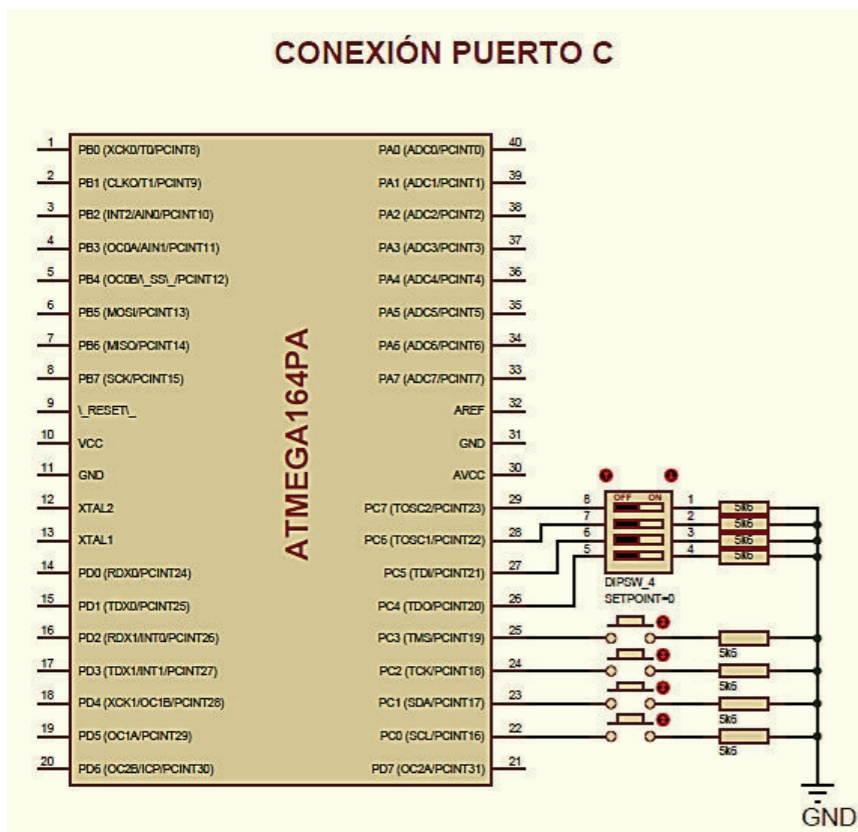 CONEXIÓN PUERTO C
1 PB0 (XCK0/T0/PCINT8) PA0 (ADC0/PCINT0) 40
2 PB1 (CLKO/T1/PCINT9) PA1 (ADC1/PCINT1) 39
3 PB2 (INT2/AIN0/PCINT10) PA2 (ADC2/PCINT2) 38
4 PB3 (OC0A/AIN1/PCINT11) PA3 (ADC3/PCINT3) 37
5 PB4 (OC0B/\_SS\_/PCINT12) PA4 (ADC4/PCINT4) 36
6 PB5 (MOSI/PCINT13) PA5 (ADC5/PCINT5) 35
7 PB6 (MISO/PCINT14) PA6 (ADC6/PCINT6) 34
8 PB7 (SCK/PCINT15) PA7 (ADC7/PCINT7) 33
9 \_RESET\_ AREF 32
10 VCC GND 31
11 GND AVCC 30
12 XTAL2 PC7 (TOSC2/PCINT23) 29
13 XTAL1 PC6 (TOSC1/PCINT22) 28
14 PD0 (RDX0/PCINT24) PC5 (TDI/PCINT21) 27
15 PD1 (TDX0/PCINT25) PC4 (TDO/PCINT20) 26
16 PD2 (RDX1/INT0/PCINT26) PC3 (TMS/PCINT19) 25
17 PD3 (TDX1/INT1/PCINT27) PC2 (TCK/PCINT18) 24
18 PD4 (XCK1/OC1B/PCINT28) PC1 (SDA/PCINT17) 23
19 PD5 (OC1A/PCINT29) PC0 (SCL/PCINT16) 22
20 PD6 (OC2B/ICP/PCINT30) PD7 (OC2A/PCINT31) 21
ATMEGA164PA
OFF ON
8 1 5k6
7 2 5k6
6 3 5k6
5 4 5k6
DIPSW_4
SETPOINT=0
5k6
5k6
5k6
5k6
GND